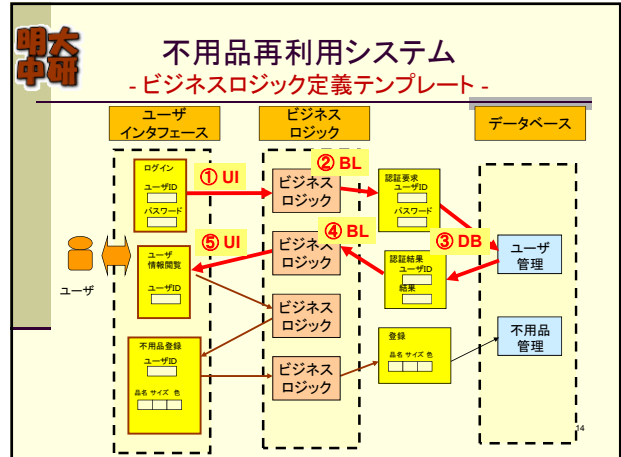 明大
中研
不用品再利用システム
- ビジネスロジック定義テンプレート -
ユーザ
インタフェース
ビジネス
ロジック
データベース
ログイン
ユーザID
パスワード
① UI
ビジネス
ロジック
② BL
認証要求
ユーザID
パスワード
⑤ UI
ユーザ
情報閲覧
ユーザID
ビジネス
ロジック
④ BL
認証結果
ユーザID
結果
③ DB
ユーザ
管理
ユーザ
ビジネス
ロジック
不用品登録
ユーザID
品名 サイズ 色
ビジネス
ロジック
登録
品名 サイズ 色
不用品
管理
14